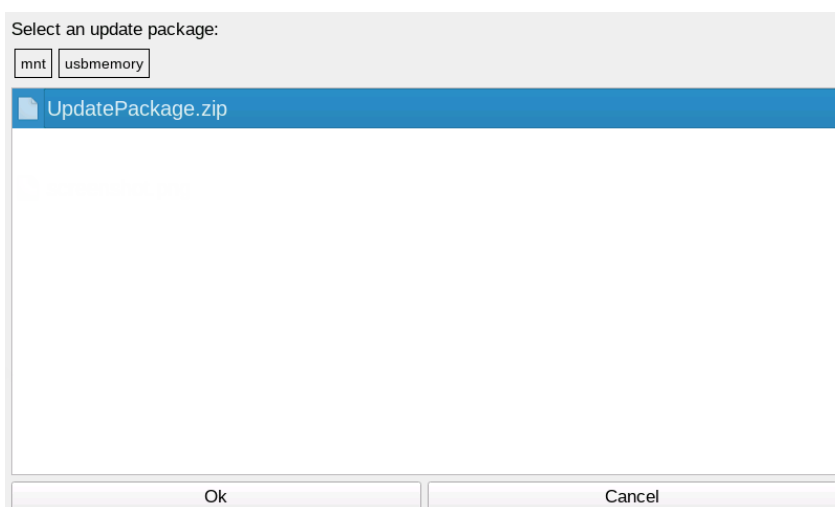 Select an update package:
mnt usbmemory
UpdatePackage.zip
Ok Cancel